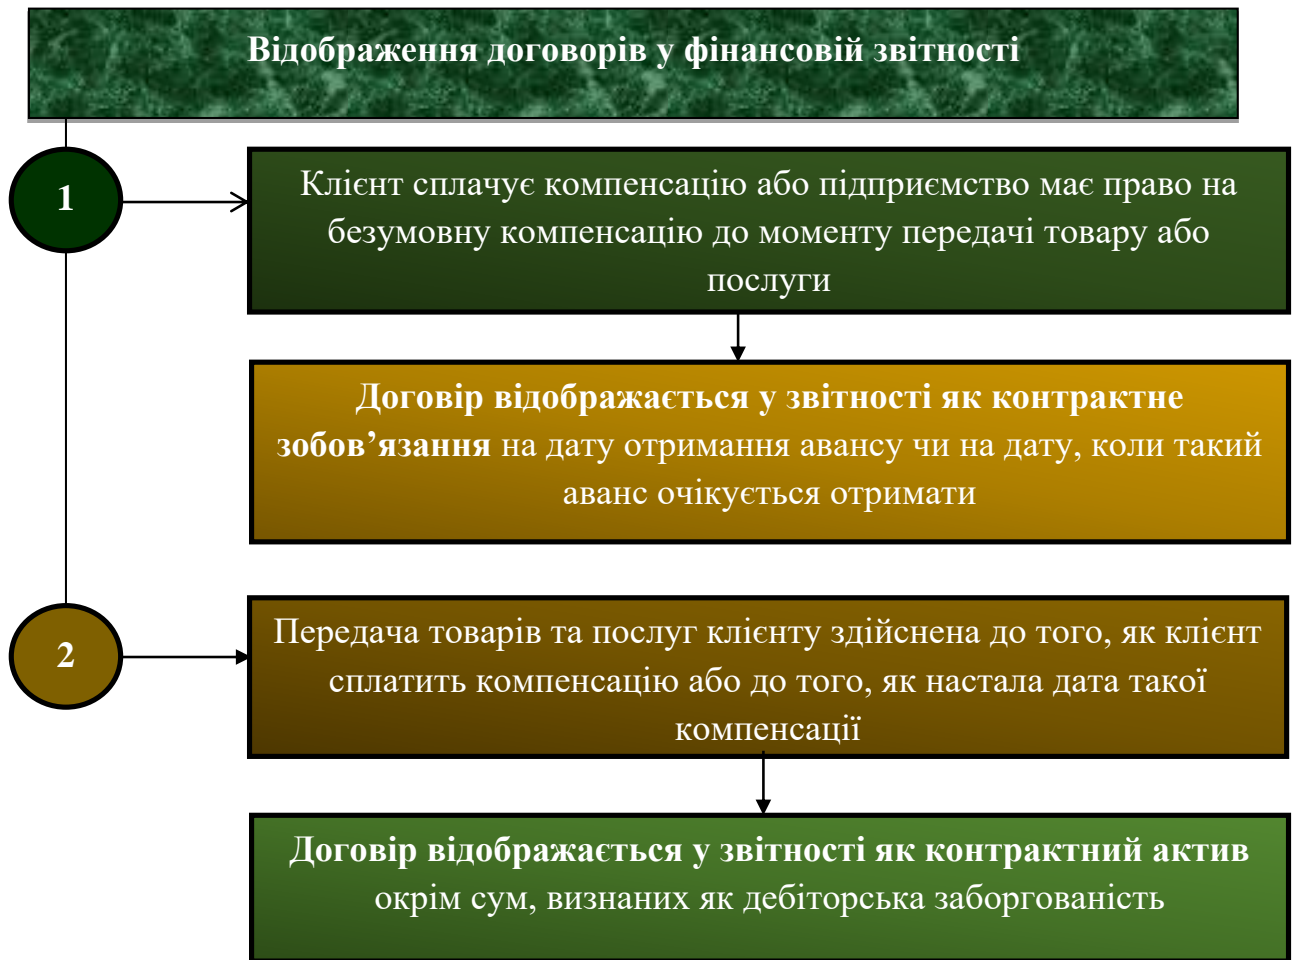 Відображення договорів у фінансовій звітності
1
Клієнт сплачує компенсацію або підприємство має право на
безумовну компенсацію до моменту передачі товару або
послуги
Договір відображається у звітності як контрактне
зобов’язання на дату отримання авансу чи на дату, коли такий
аванс очікується отримати
2
Передача товарів та послуг клієнту здійснена до того, як клієнт
сплатить компенсацію або до того, як настала дата такої
компенсації
Договір відображається у звітності як контрактний актив
окрім сум, визнаних як дебіторська заборгованість